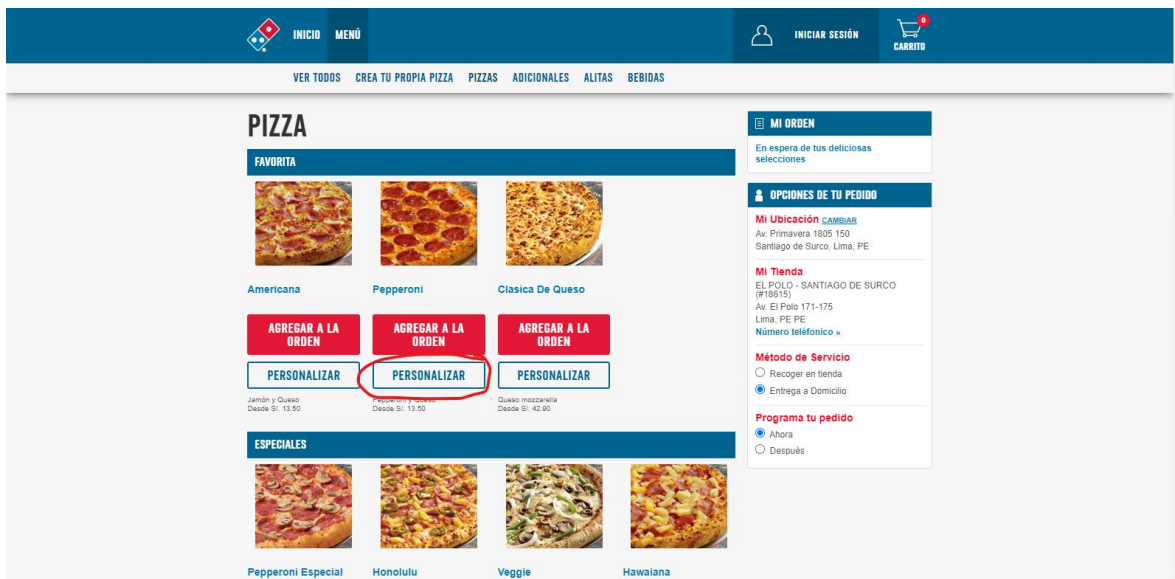 INICIO MENÚ
INICIAR SESIÓN
0
CARRITO
VER TODOS CREA TU PROPIA PIZZA PIZZAS ADICIONALES ALITAS BEBIDAS
PIZZA
FAVORITA
Americana
Pepperoni
Clasica De Queso
AGREGAR A LA
ORDEN
AGREGAR A LA
ORDEN
AGREGAR A LA
ORDEN
PERSONALIZAR
PERSONALIZAR
PERSONALIZAR
Jamón y Queso
Desde S/. 13.50
Pepperoni y Queso
Desde S/. 13.50
Queso mozzarella
Desde S/. 42.90
ESPECIALES
Pepperoni Especial
Honolulu
Veggie
Hawaiana
MI ORDEN
En espera de tus deliciosas
selecciones
OPCIONES DE TU PEDIDO
Mi Ubicación CAMBIAR
Av. Primavera 1805 150
Santiago de Surco, Lima, PE
Mi Tienda
EL POLO - SANTIAGO DE SURCO
(#18615)
Av. El Polo 171-175
Lima, PE PE
Número teléfonico »
Método de Servicio
Recoger en tienda
Entrega a Domicilio
Programa tu pedido
Ahora
Después